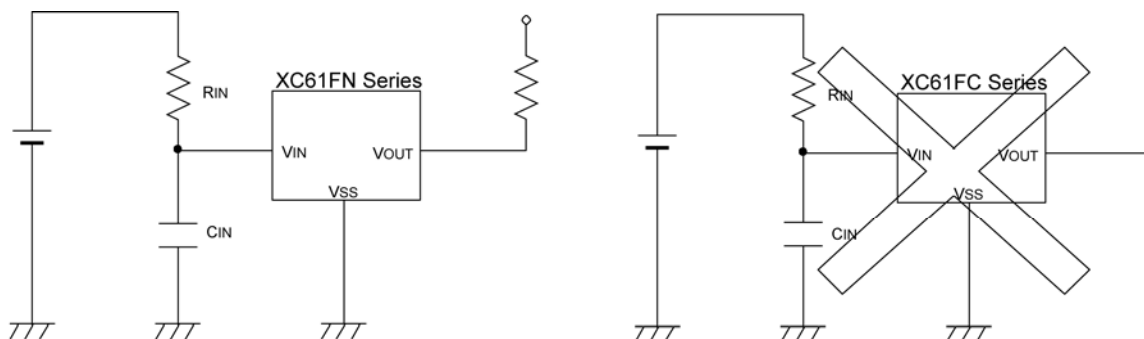 XC61FN Series
RIN
VIN
VOUT
VSS
CIN
XC61FC Series
RIN
VIN
VOUT
VSS
CIN